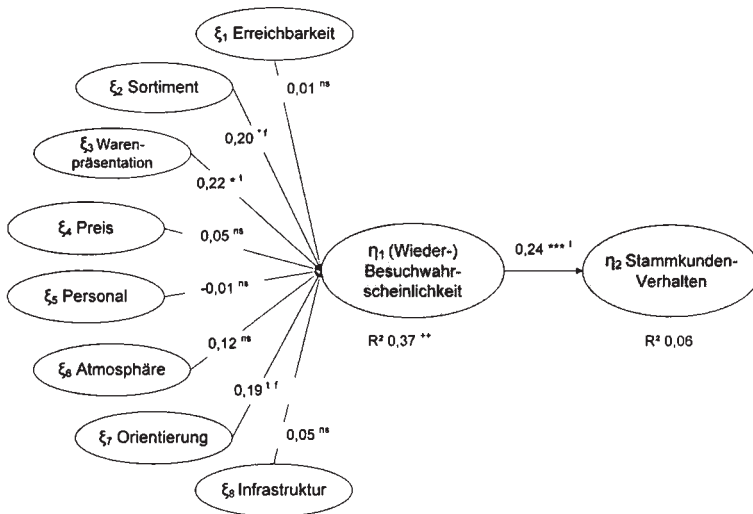 ξ₁ Erreichbarkeit
ξ₂ Sortiment
ξ₃ Waren-
präsentation
ξ₄ Preis
ξ₅ Personal
ξ₆ Atmosphäre
ξ₇ Orientierung
ξ₈ Infrastruktur
0,01 ns
0,20 * f
0,22 * f
0,05 ns
-0,01 ns
0,12 ns
0,19 t f
0,05 ns
η₁ (Wieder-)
Besuchwahr-
scheinlichkeit
R² 0,37 ++
0,24 ***
η₂ Stammkunden-
Verhalten
R² 0,06